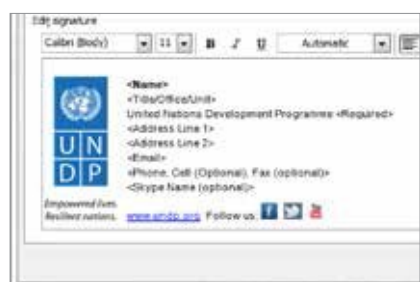 Edit signature
Calibri (Body) 11 B I U Automatic
<Name>
<Title/Office/Unit>
United Nations Development Programme <Required>
<Address Line 1>
<Address Line 2>
<Email>
<Phone, Cell (Optional), Fax (optional)>
<Skype Name (optional)>
UN
DP
Empowered lives.
Resilient nations.
www.undp.org Follow us: